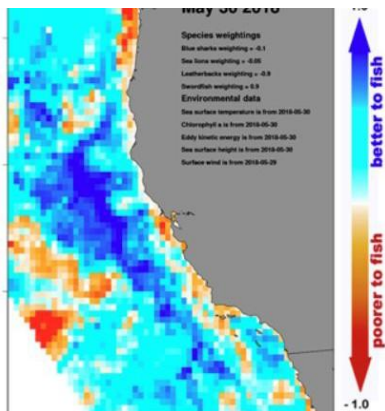 May 30 2018
Species weightings
Blue sharks weighting = -0.1
Sea lions weighting = -0.05
Leatherbacks weighting = -0.9
Swordfish weighting = 0.9
Environmental data
Sea surface temperature is from 2018-05-30
Chlorophyll a is from 2018-05-30
Eddy kinetic energy is from 2018-05-30
Sea surface height is from 2018-05-30
Surface wind is from 2018-05-29
better to fish
poorer to fish
- 1.0